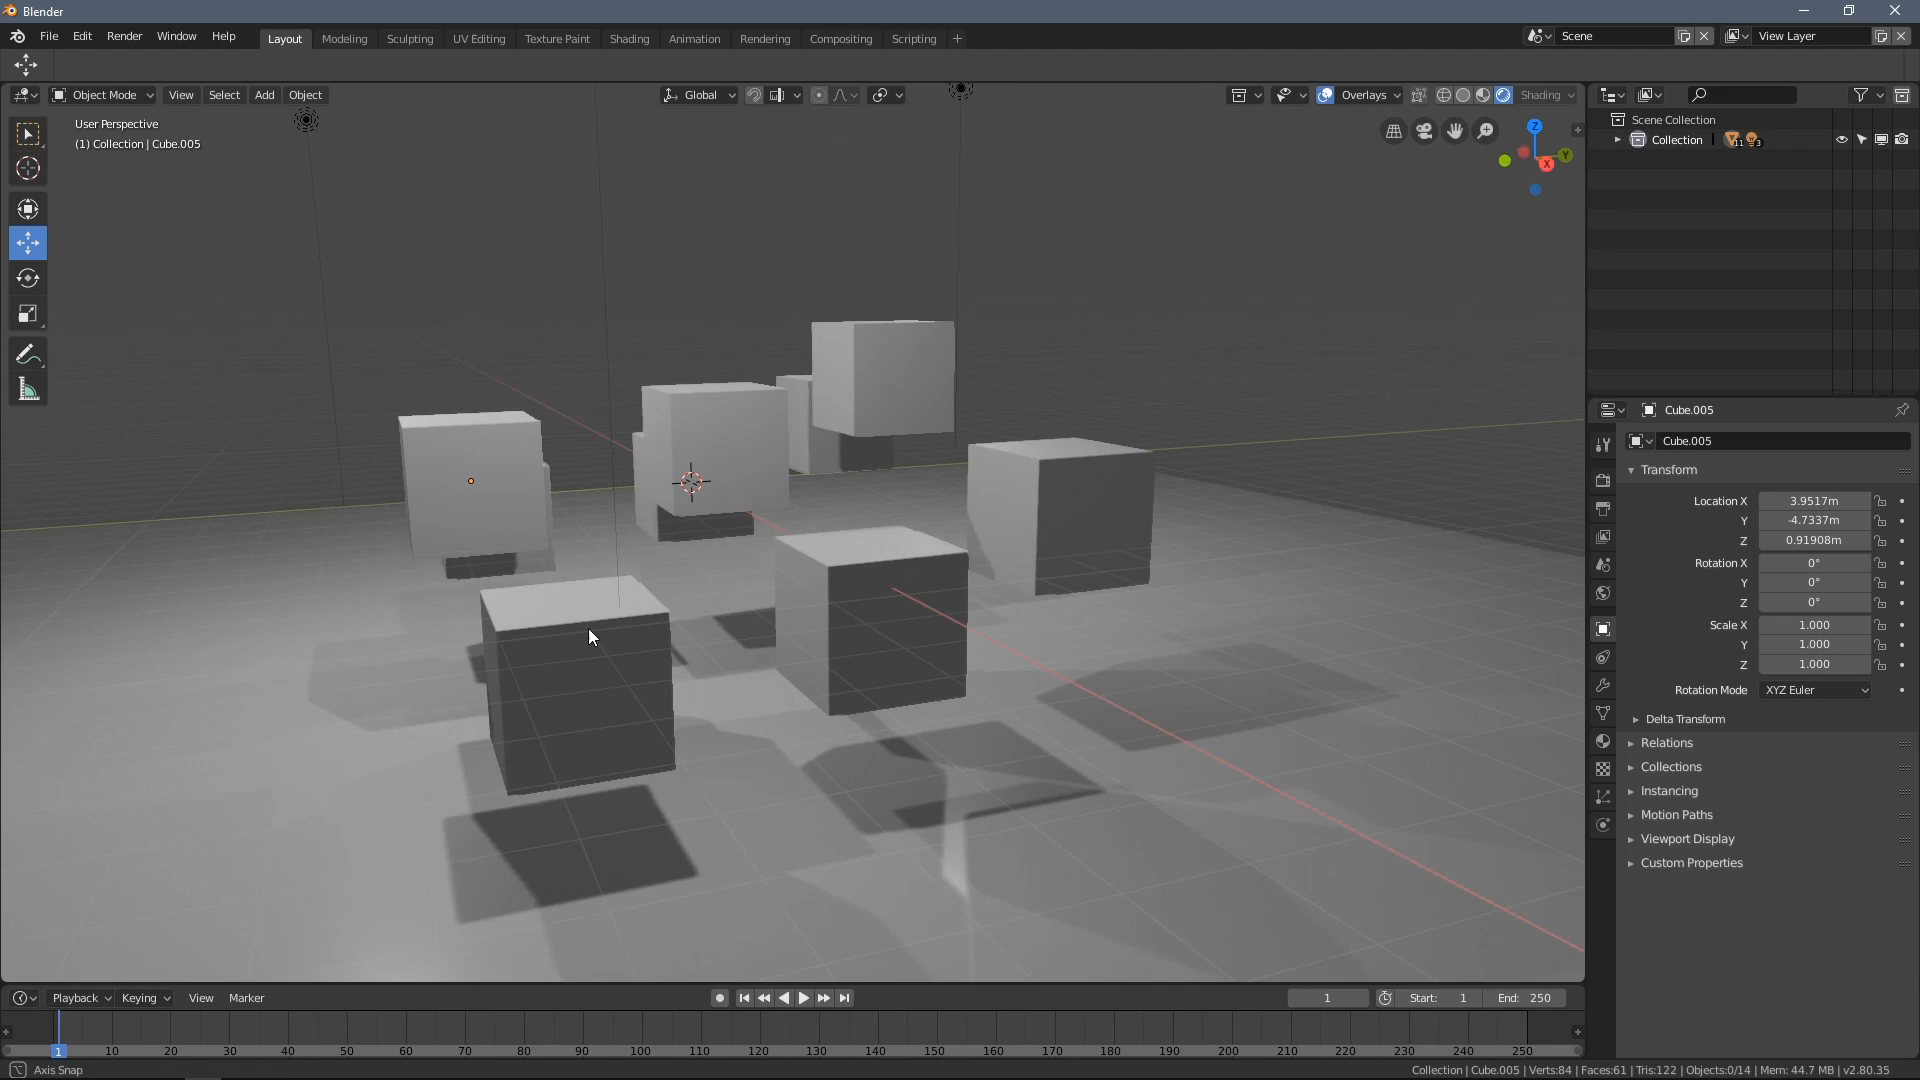 Blender
File Edit Render Window Help Layout Modeling Sculpting UV Editing Texture Paint Shading Animation Rendering Compositing Scripting + Scene View Layer
Object Mode View Select Add Object Global Overlays Shading
User Perspective
(1) Collection | Cube.005
Z
Y
X
Scene Collection
Collection 11 3
Cube.005
Cube.005
Transform
Location X 3.9517m
Y -4.7337m
Z 0.91908m
Rotation X 0°
Y 0°
Z 0°
Scale X 1.000
Y 1.000
Z 1.000
Rotation Mode XYZ Euler
Delta Transform
Relations
Collections
Instancing
Motion Paths
Viewport Display
Custom Properties
Playback Keying View Marker 1 Start: 1 End: 250
1 10 20 30 40 50 60 70 80 90 100 110 120 130 140 150 160 170 180 190 200 210 220 230 240 250
Axis Snap
Collection | Cube.005 | Verts:84 | Faces:61 | Tris:122 | Objects:0/14 | Mem: 44.7 MB | v2.80.35